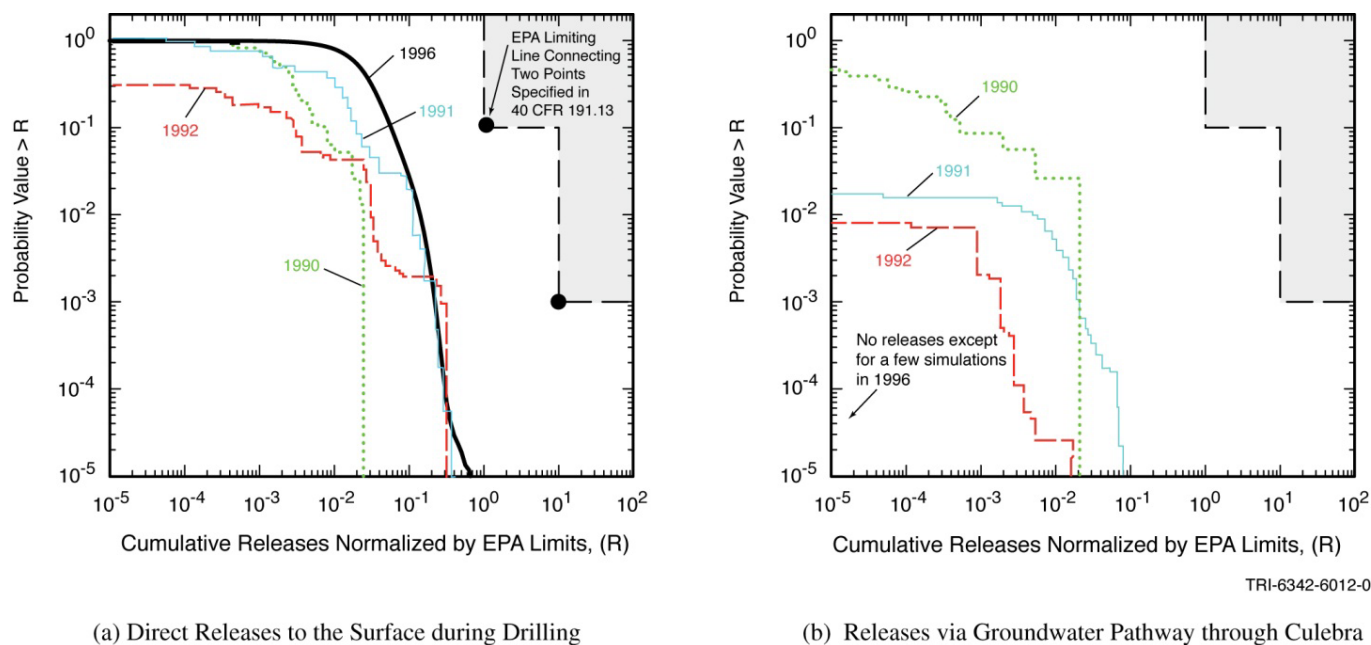 10^0
10^-1
10^-2
10^-3
10^-4
10^-5
Probability Value > R
1996
1991
1992
1990
EPA Limiting
Line Connecting
Two Points
Specified in
40 CFR 191.13
10^-5 10^-4 10^-3 10^-2 10^-1 10^0 10^1 10^2
Cumulative Releases Normalized by EPA Limits, (R)
(a) Direct Releases to the Surface during Drilling
10^0
10^-1
10^-2
10^-3
10^-4
10^-5
Probability Value > R
1990
1991
1992
No releases except
for a few simulations
in 1996
10^-5 10^-4 10^-3 10^-2 10^-1 10^0 10^1 10^2
Cumulative Releases Normalized by EPA Limits, (R)
TRI-6342-6012-0
(b) Releases via Groundwater Pathway through Culebra